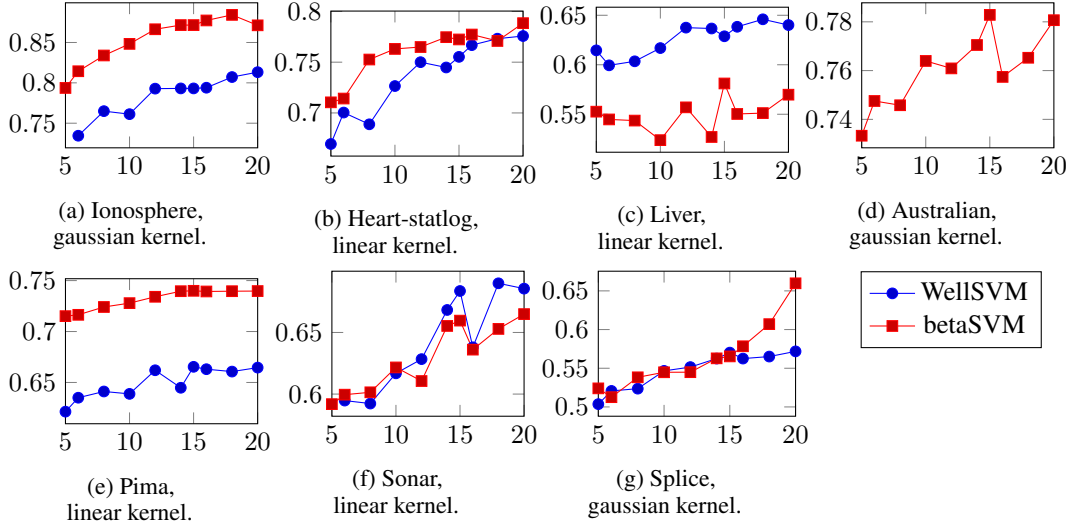 0.85
0.8
0.75
5 10 15 20
(a) Ionosphere,
gaussian kernel.
0.8
0.75
0.7
5 10 15 20
(b) Heart-statlog,
linear kernel.
0.65
0.6
0.55
5 10 15 20
(c) Liver,
linear kernel.
0.78
0.76
0.74
5 10 15 20
(d) Australian,
gaussian kernel.
0.75
0.7
0.65
5 10 15 20
(e) Pima,
linear kernel.
0.65
0.6
5 10 15 20
(f) Sonar,
linear kernel.
0.65
0.6
0.55
0.5
5 10 15 20
(g) Splice,
gaussian kernel.
WellSVM
betaSVM